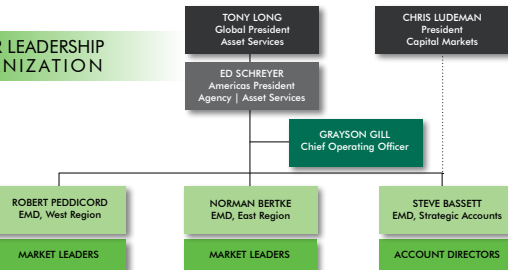 TONY LONG
Global President
Asset Services
CHRIS LUDEMAN
President
Capital Markets
LEADERSHIP
ED SCHREYER
Americas President
Agency | Asset Services
GRAYSON GILL
Chief Operating Officer
ROBERT PEDDICORD
EMD, West Region
NORMAN BERTKE
EMD, East Region
STEVE BASSETT
EMD, Strategic Accounts
MARKET LEADERS
MARKET LEADERS
ACCOUNT DIRECTORS